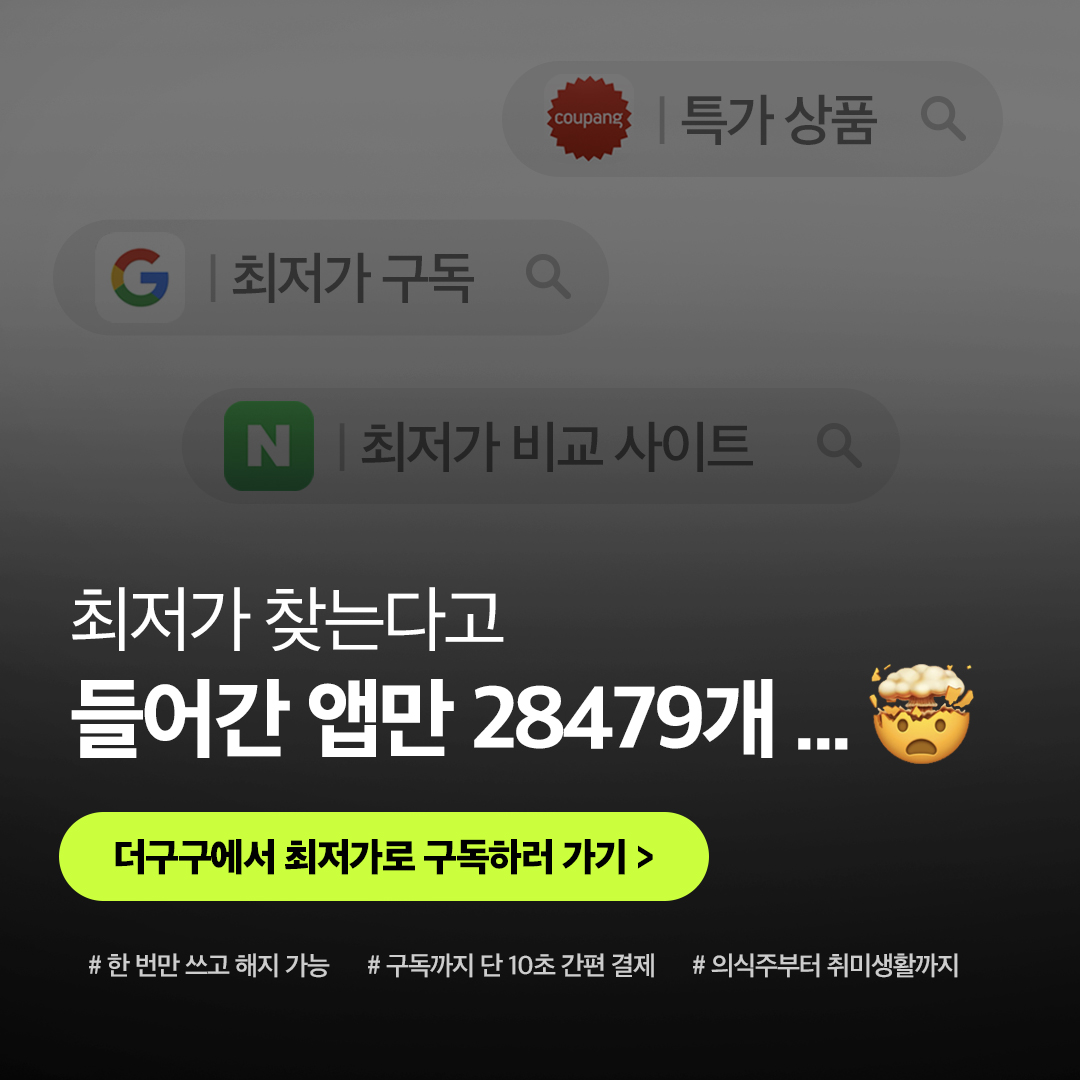 coupang | 특가 상품
| 최저가 구독
N | 최저가 비교 사이트
최저가 찾는다고
들어간 앱만 28479개 ...
더구구에서 최저가로 구독하러 가기 >
# 한 번만 쓰고 해지 가능 # 구독까지 단 10초 간편 결제 # 의식주부터 취미생활까지